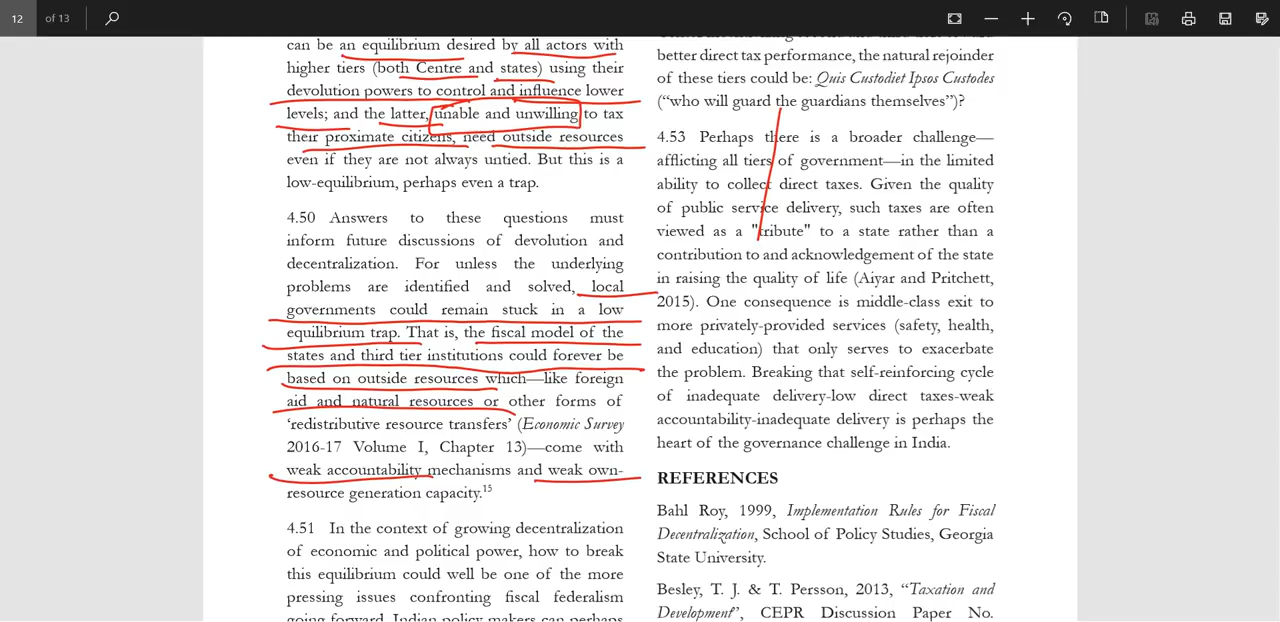 12 of 13
can be an equilibrium desired by all actors with
higher tiers (both Centre and states) using their
devolution powers to control and influence lower
levels; and the latter, unable and unwilling to tax
their proximate citizens, need outside resources
even if they are not always untied. But this is a
low-equilibrium, perhaps even a trap.
4.50 Answers to these questions must
inform future discussions of devolution and
decentralization. For unless the underlying
problems are identified and solved, local
governments could remain stuck in a low
equilibrium trap. That is, the fiscal model of the
states and third tier institutions could forever be
based on outside resources which—like foreign
aid and natural resources or other forms of
‘redistributive resource transfers’ (Economic Survey
2016-17 Volume I, Chapter 13)—come with
weak accountability mechanisms and weak own-
resource generation capacity.15
4.51 In the context of growing decentralization
of economic and political power, how to break
this equilibrium could well be one of the more
pressing issues confronting fiscal federalism
going forward. Indian policy makers can perhaps
better direct tax performance, the natural rejoinder
of these tiers could be: Quis Custodiet Ipsos Custodes
(“who will guard the guardians themselves”)?
4.53 Perhaps there is a broader challenge—
afflicting all tiers of government—in the limited
ability to collect direct taxes. Given the quality
of public service delivery, such taxes are often
viewed as a "tribute" to a state rather than a
contribution to and acknowledgement of the state
in raising the quality of life (Aiyar and Pritchett,
2015). One consequence is middle-class exit to
more privately-provided services (safety, health,
and education) that only serves to exacerbate
the problem. Breaking that self-reinforcing cycle
of inadequate delivery-low direct taxes-weak
accountability-inadequate delivery is perhaps the
heart of the governance challenge in India.
REFERENCES
Bahl Roy, 1999, Implementation Rules for Fiscal
Decentralization, School of Policy Studies, Georgia
State University.
Besley, T. J. & T. Persson, 2013, “Taxation and
Development”, CEPR Discussion Paper No.